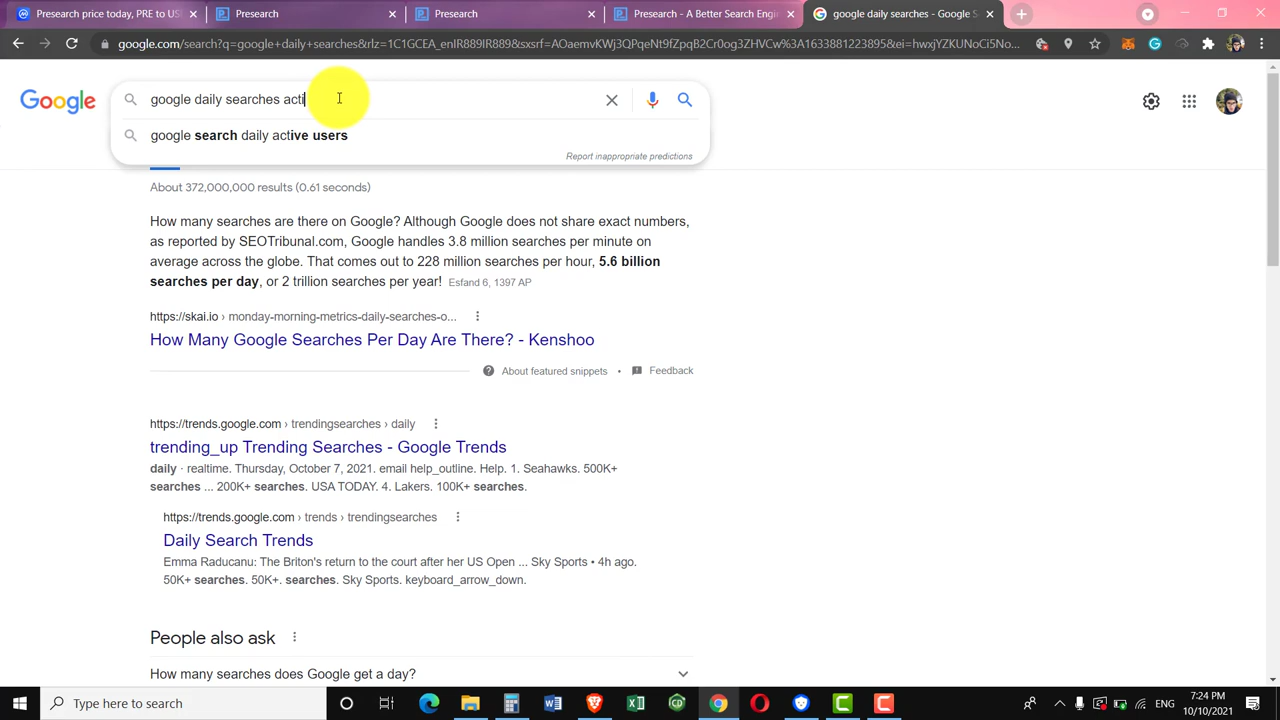 Presearch price today, PRE to USD
Presearch
Presearch
Presearch - A Better Search Engin
google daily searches - Google S
google.com/search?q=google+daily+searches&rlz=1C1GCEA_enIR889IR889&sxsrf=AOaemvKWj3QPqeNt9fZpqB2Cr0og3ZHVCw%3A1633881223895&ei=hwxjYZKUNoCi5No...
Google
google daily searches acti
google search daily active users
Report inappropriate predictions
About 372,000,000 results (0.61 seconds)
How many searches are there on Google? Although Google does not share exact numbers,
as reported by SEOTribunal.com, Google handles 3.8 million searches per minute on
average across the globe. That comes out to 228 million searches per hour, 5.6 billion
searches per day, or 2 trillion searches per year! Esfand 6, 1397 AP
https://skai.io › monday-morning-metrics-daily-searches-o...
How Many Google Searches Per Day Are There? - Kenshoo
About featured snippets • Feedback
https://trends.google.com › trendingsearches › daily
trending_up Trending Searches - Google Trends
daily · realtime. Thursday, October 7, 2021. email help_outline. Help. 1. Seahawks. 500K+
searches ... 200K+ searches. USA TODAY. 4. Lakers. 100K+ searches.
https://trends.google.com › trends › trendingsearches
Daily Search Trends
Emma Raducanu: The Briton's return to the court after her US Open ... Sky Sports • 4h ago.
50K+ searches. 50K+. searches. Sky Sports. keyboard_arrow_down.
People also ask
How many searches does Google get a day?
Type here to search
ENG
7:24 PM
10/10/2021